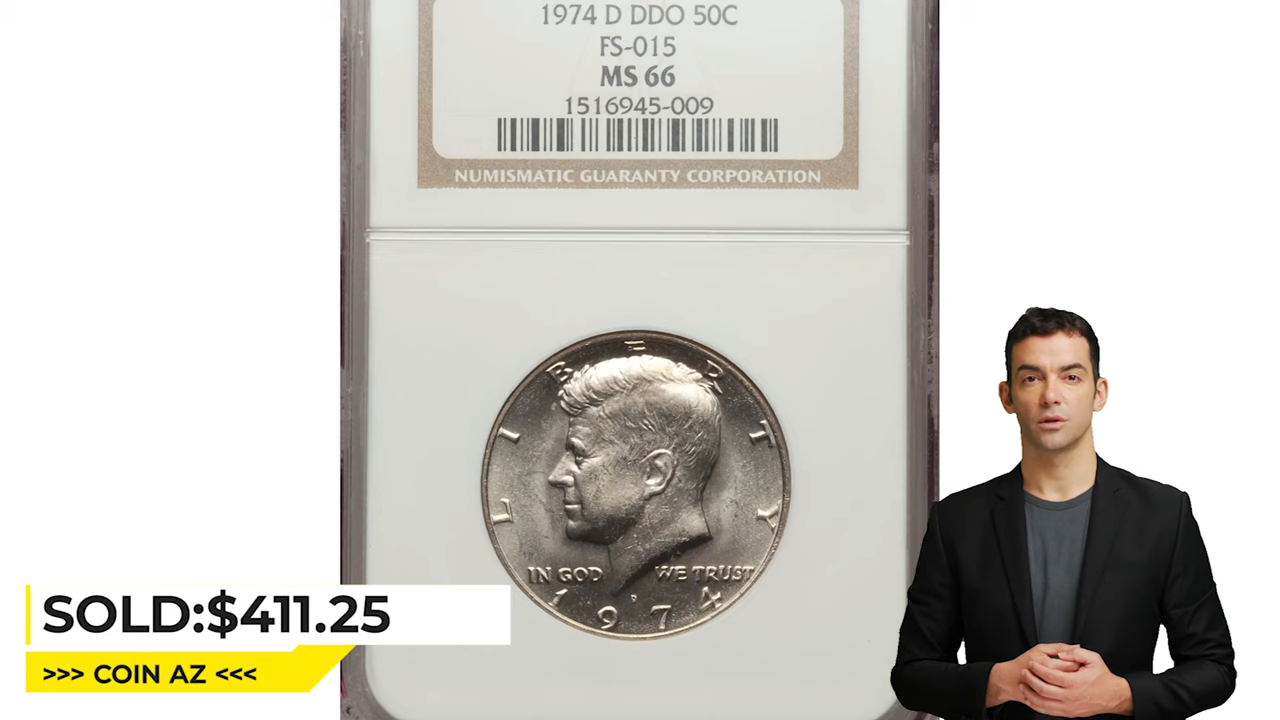 1974 D DDO 50C
FS-015
MS 66
1516945-009
NUMISMATIC GUARANTY CORPORATION
LIBERTY
IN GOD WE TRUST
D
1974
SOLD:$411.25
>>> COIN AZ <<<